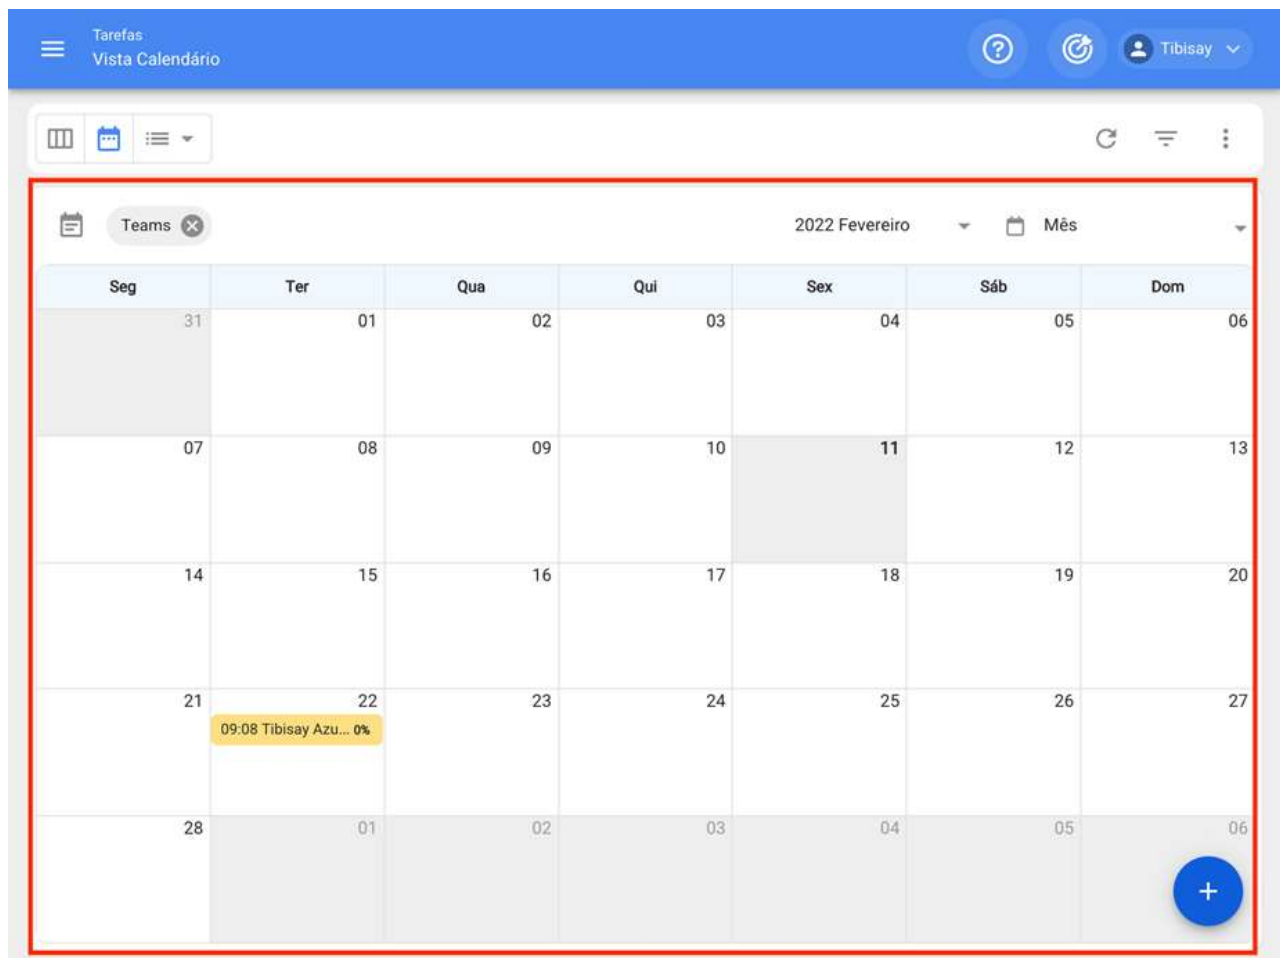 Tarefas
Vista Calendário
Tibisay
Teams
2022 Fevereiro
Mês
Seg Ter Qua Qui Sex Sáb Dom
31 01 02 03 04 05 06
07 08 09 10 11 12 13
14 15 16 17 18 19 20
21 22 23 24 25 26 27
09:08 Tibisay Azu... 0%
28 01 02 03 04 05 06